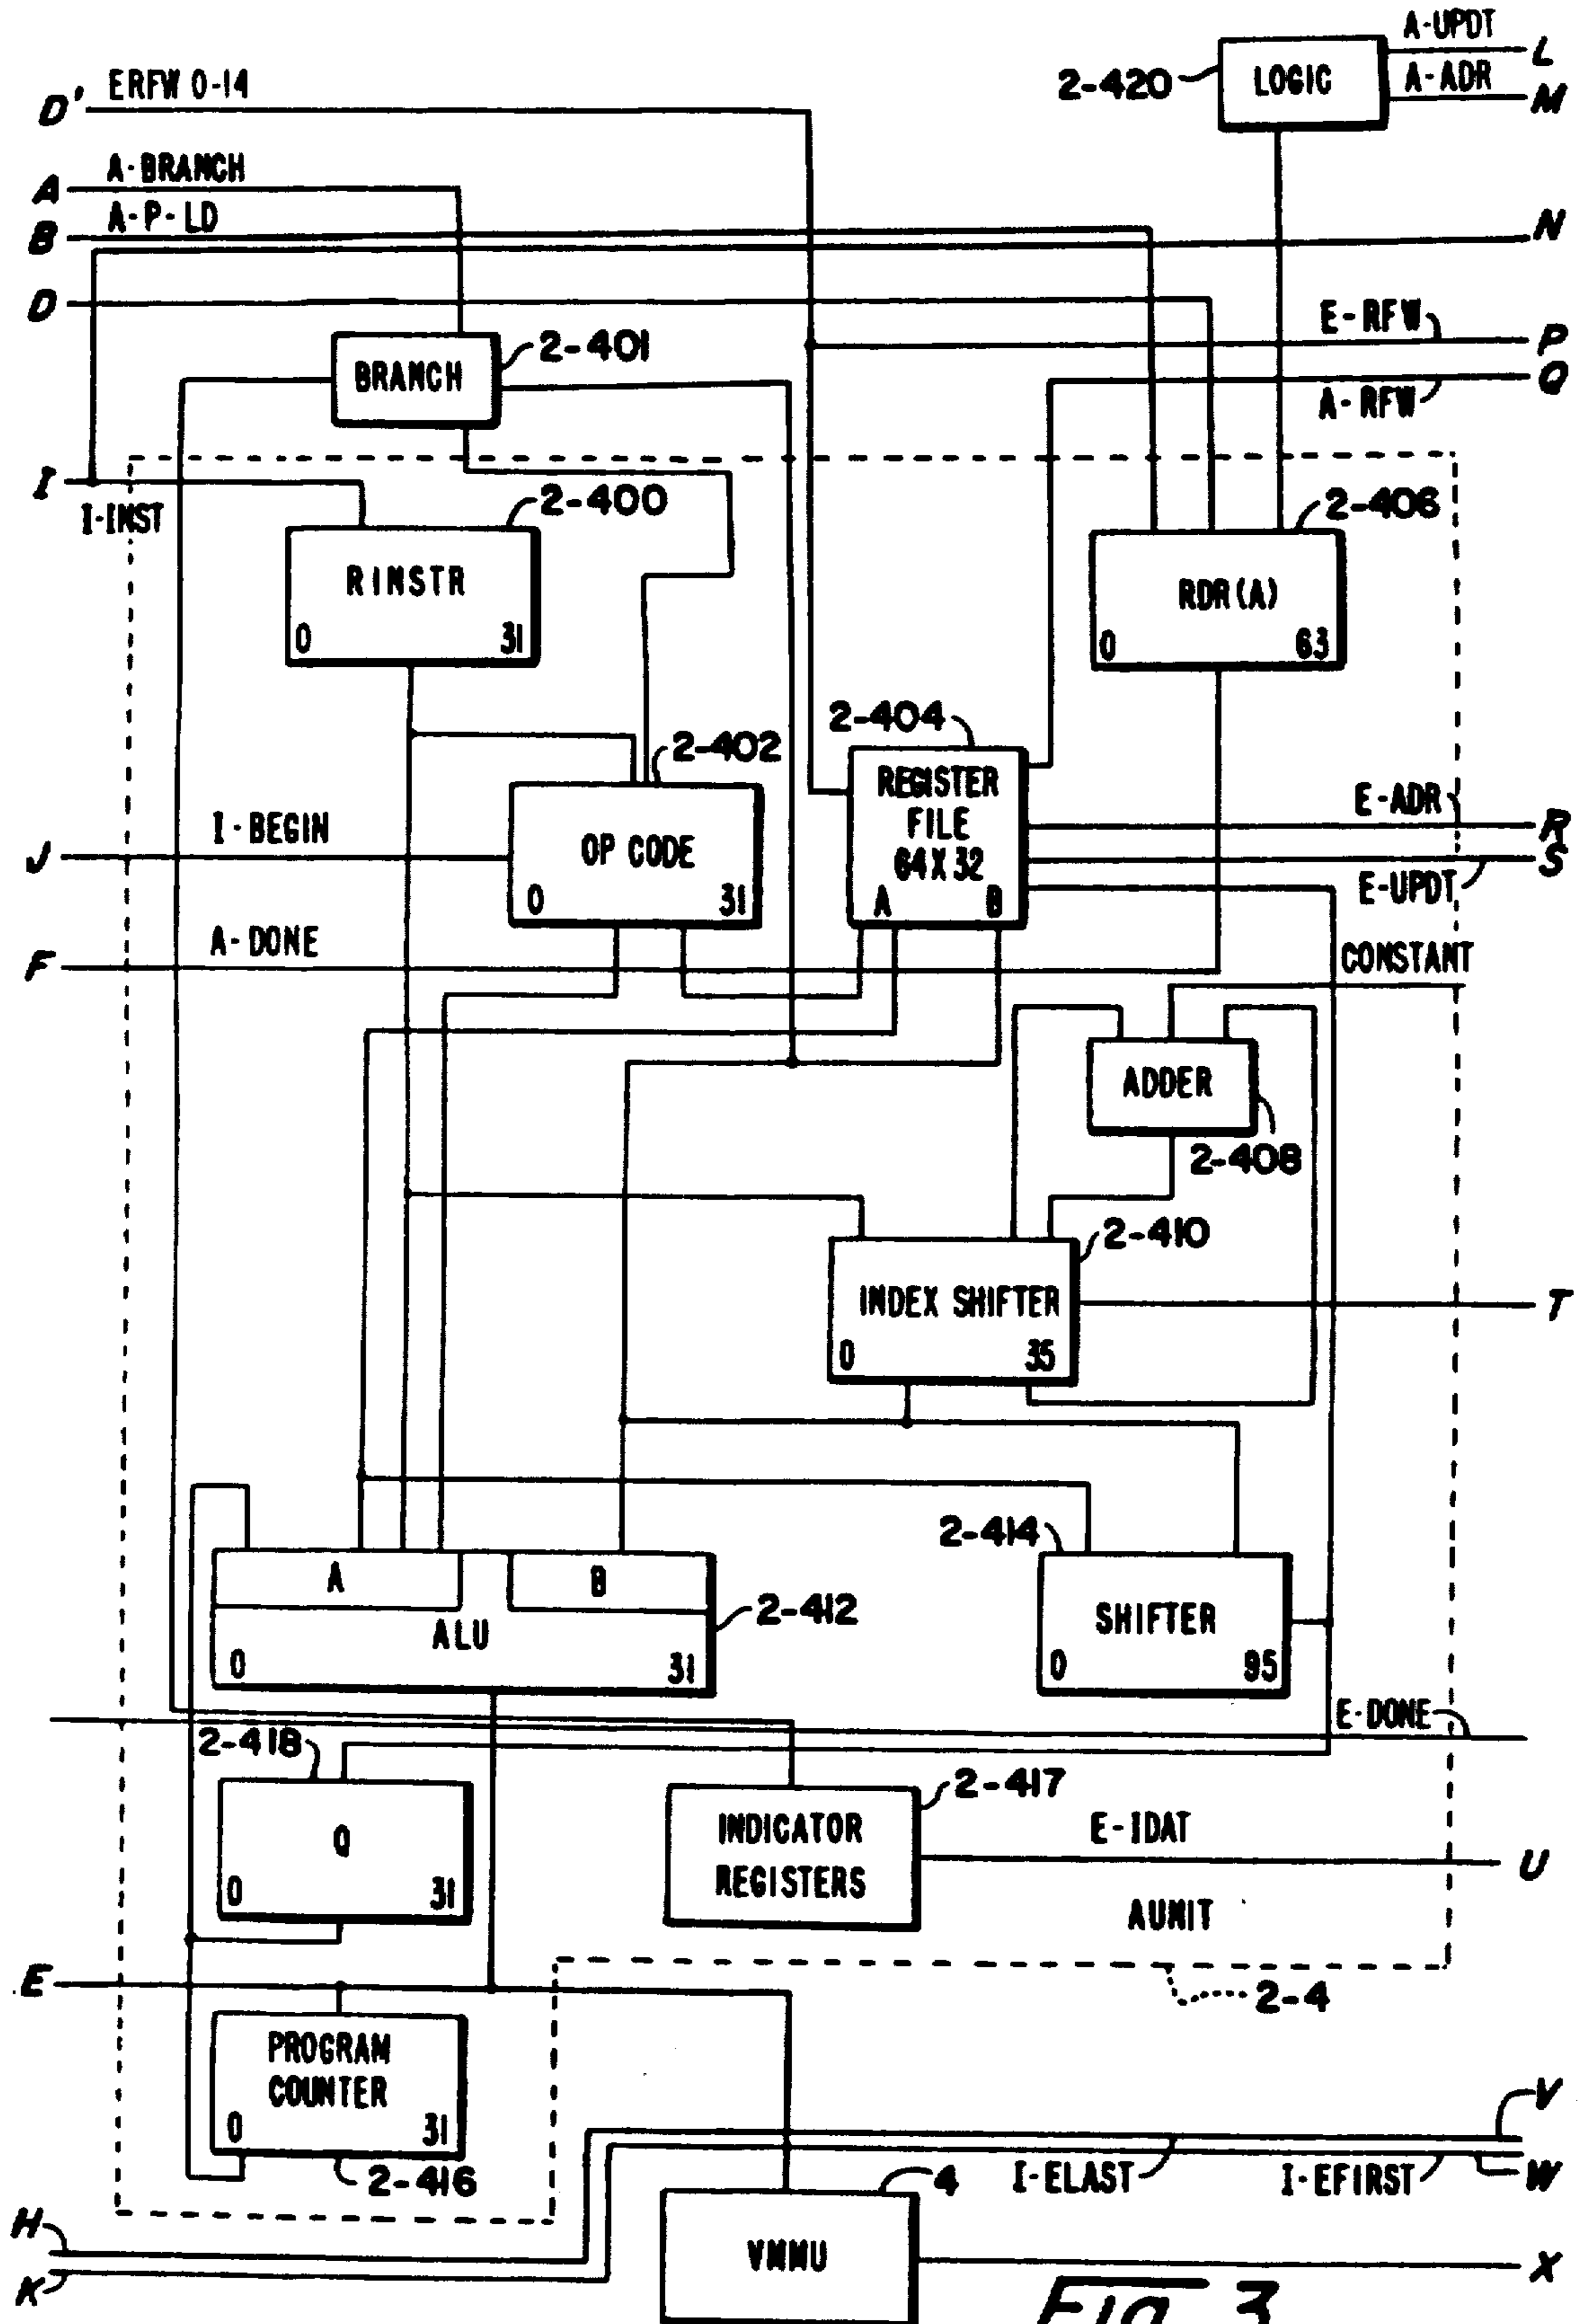 A-UPDT
L
2-420
LOGIC
A-ADR
M
D' ERFW 0-14
A A-BRANCH
B A-P-LD
N
D
E-RFW
P
2-401
BRANCH
Q
A-RFW
I
I-INST
2-400
2-406
RINSTR
0 31
RDR(A)
0 63
2-404
2-402
REGISTER
FILE
64X32
A B
E-ADR
R
I-BEGIN
J
OP CODE
0 31
S
E-UPDT
A-DONE
F
CONSTANT
ADDER
2-408
2-410
INDEX SHIFTER
0 35
T
2-414
A
B
2-412
ALU
0 31
SHIFTER
0 95
E-DONE
2-418
2-417
Q
0 31
INDICATOR
REGISTERS
E-IDAT
U
AUNIT
E
2-4
PROGRAM
COUNTER
0 31
2-416
V
I-ELAST
I-EFIRST
W
H
4
K
VMMU
X
Fig. 3